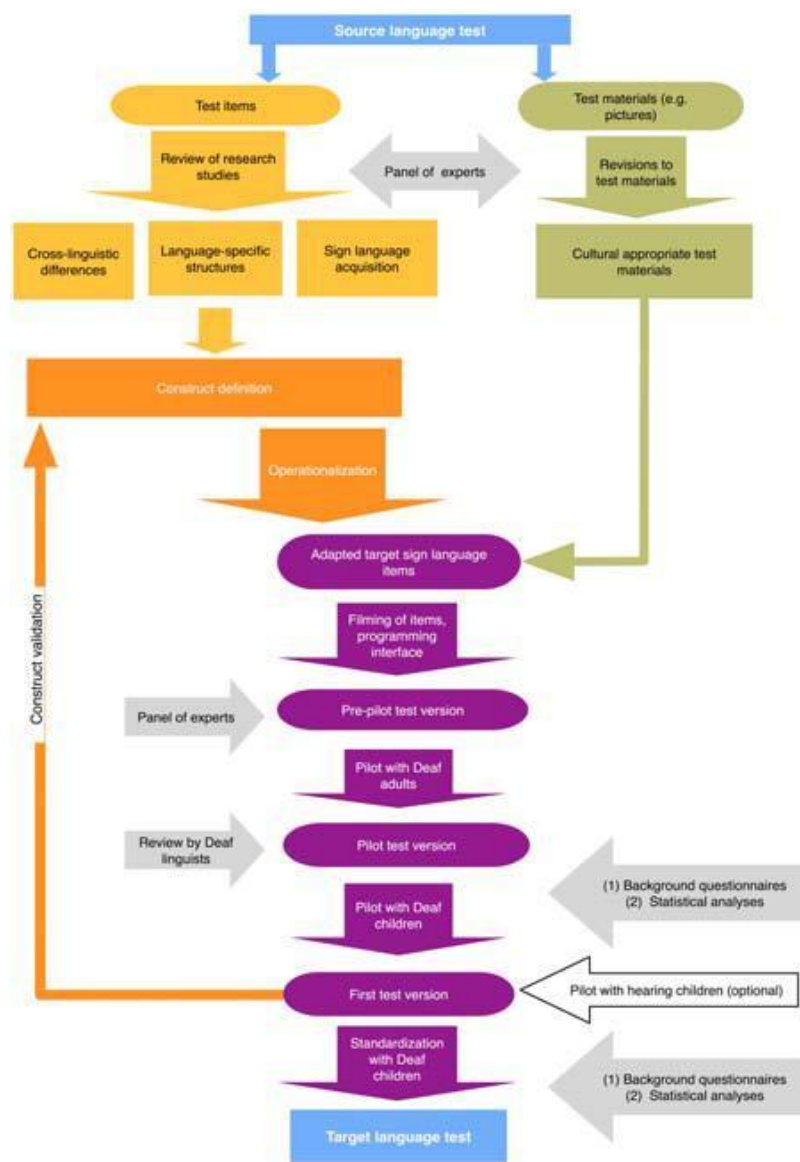 Source language test
Test items
Test materials (e.g.
pictures)
Review of research
studies
Panel of experts
Revisions to
test materials
Cross-linguistic
differences
Language-specific
structures
Sign language
acquisition
Cultural appropriate test
materials
Construct definition
Operationalization
Adapted target sign language
items
Construct validation
Filming of items,
programming
interface
Panel of experts
Pre-pilot test version
Pilot with Deaf
adults
Review by Deaf
linguists
Pilot test version
(1) Background questionnaires
(2) Statistical analyses
Pilot with Deaf
children
First test version
Pilot with hearing children (optional)
Standardization
with Deaf
children
(1) Background questionnaires
(2) Statistical analyses
Target language test